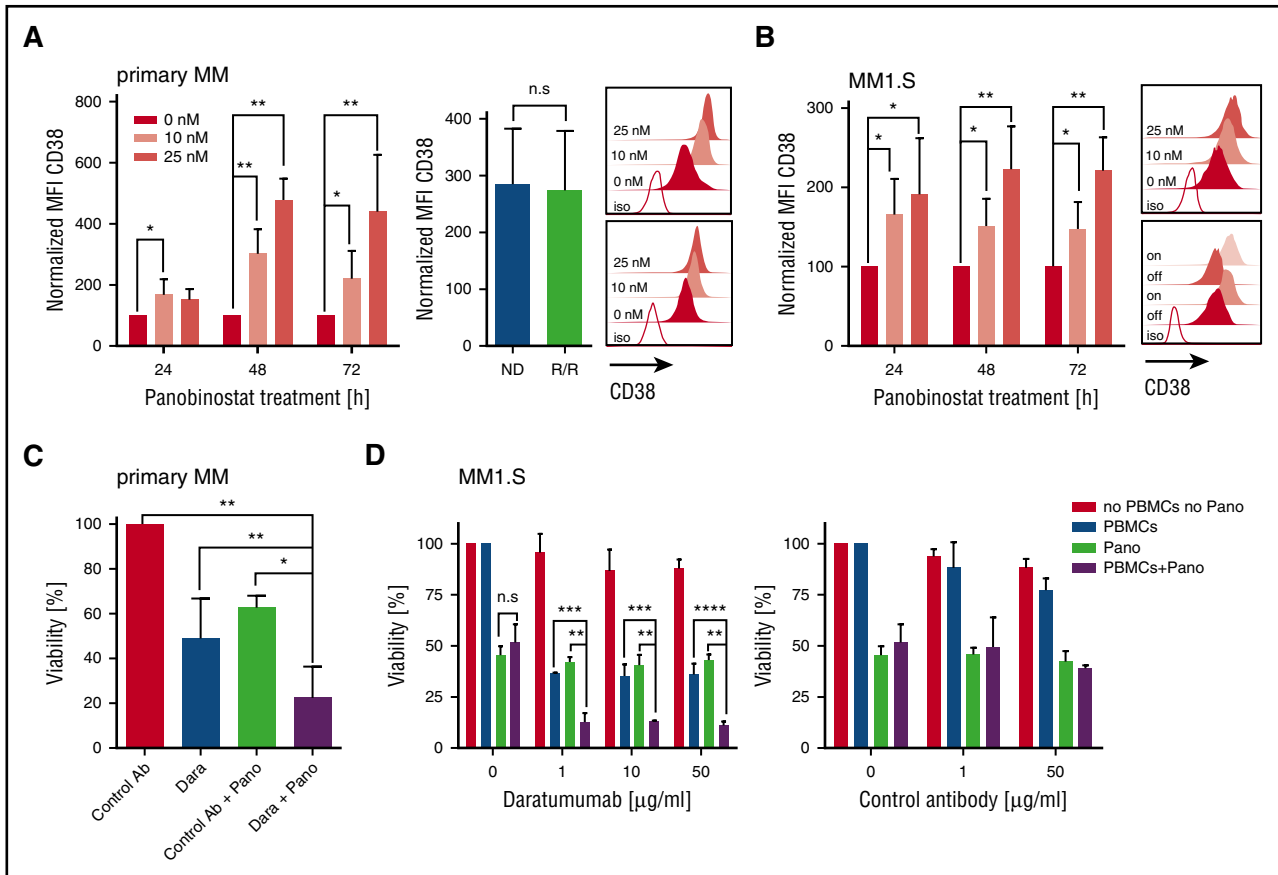 A
primary MM
Normalized MFI CD38
800
600
400
200
0
0 nM
10 nM
25 nM
*
**
**
**
*
24
48
72
Panobinostat treatment [h]
Normalized MFI CD38
400
300
200
100
0
n.s
ND
R/R
25 nM
10 nM
0 nM
iso
25 nM
10 nM
0 nM
iso
CD38
B
MM1.S
Normalized MFI CD38
300
200
100
0
*
*
**
*
**
*
24
48
72
Panobinostat treatment [h]
25 nM
10 nM
0 nM
iso
on
off
on
off
iso
CD38
C
primary MM
Viability [%]
100
80
60
40
20
0
**
**
*
Control Ab
Dara
Control Ab + Pano
Dara + Pano
D
MM1.S
Viability [%]
100
75
50
25
0
n.s
***
**
***
**
****
**
0
1
10
50
Daratumumab [µg/ml]
Viability [%]
100
75
50
25
0
0
1
50
Control antibody [µg/ml]
no PBMCs no Pano
PBMCs
Pano
PBMCs+Pano